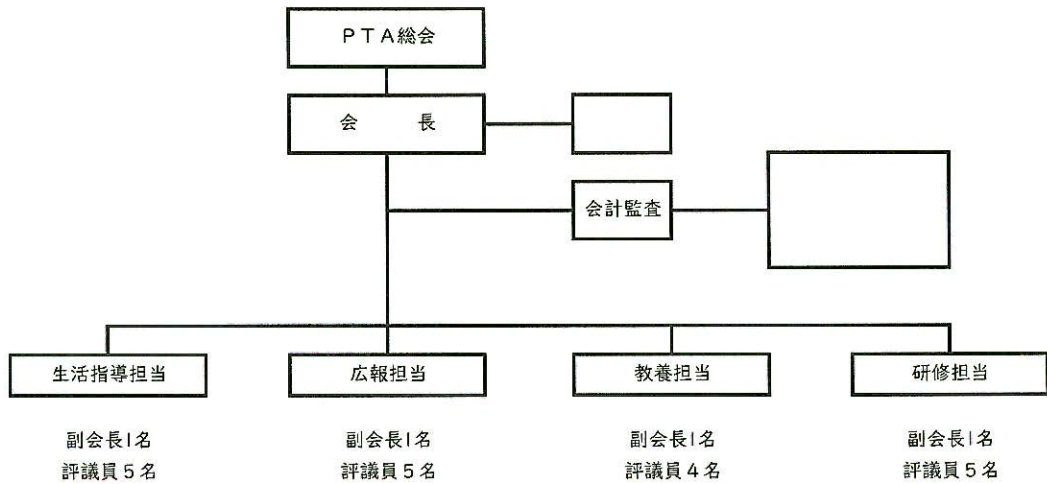 PTA総会
会　　長
会計監査
生活指導担当
広報担当
教養担当
研修担当
副会長1名
評議員5名
副会長1名
評議員5名
副会長1名
評議員4名
副会長1名
評議員5名